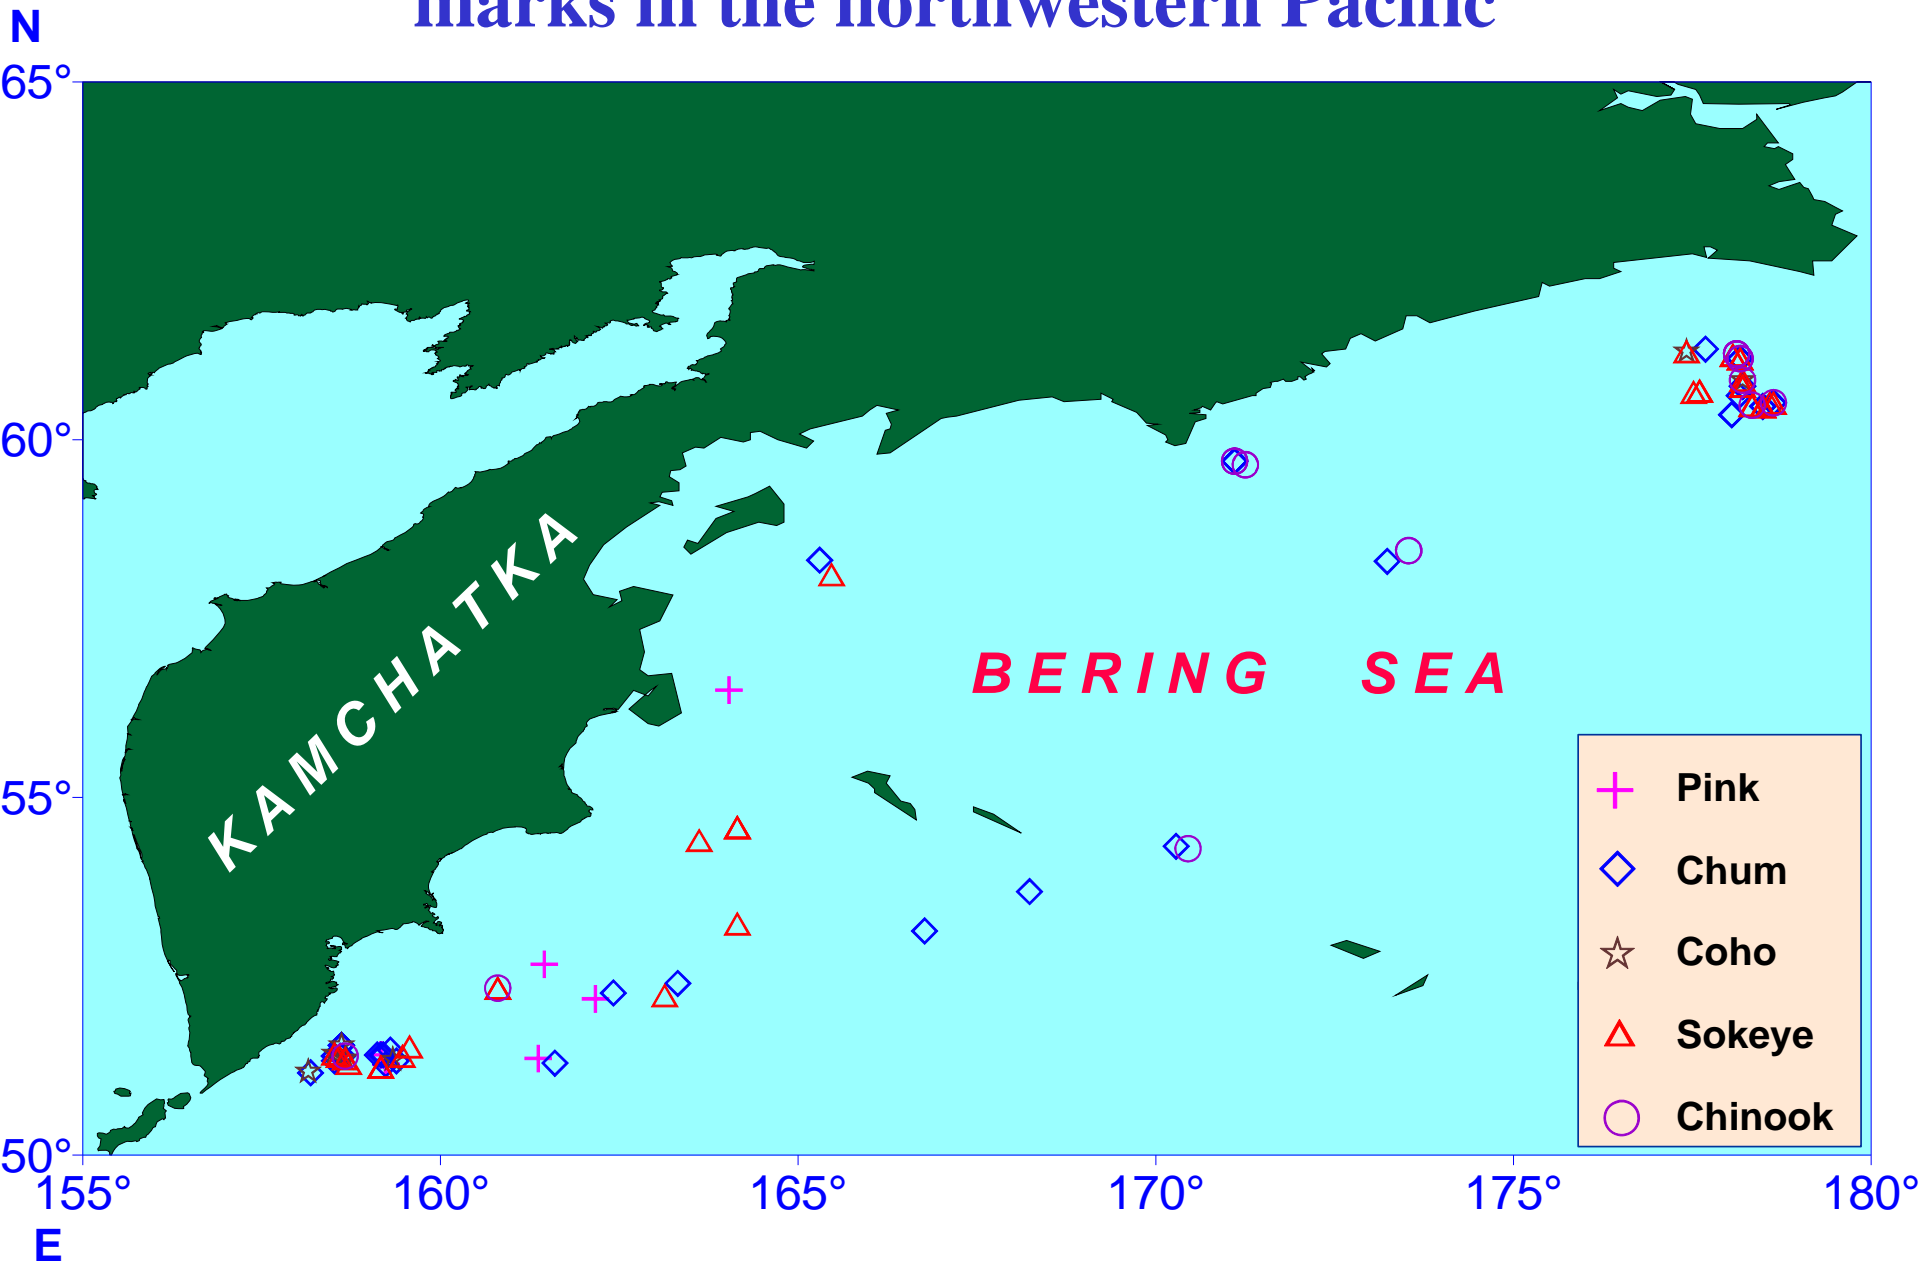 marks in the northwestern Pacific
N
65°
60°
55°
50°
155° 160° 165° 170° 175° 180°
E
KAMCHATKA
BERING SEA
Pink
Chum
Coho
Sokeye
Chinook